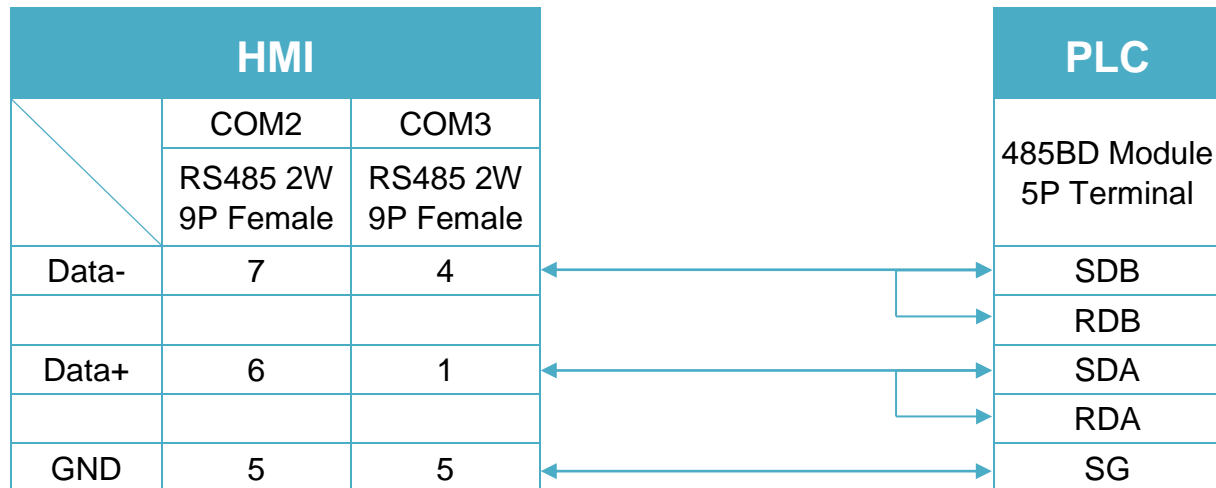 HMI
PLC
COM2 COM3
RS485 2W RS485 2W
9P Female 9P Female
485BD Module
5P Terminal
Data- 7 4 SDB
RDB
Data+ 6 1 SDA
RDA
GND 5 5 SG